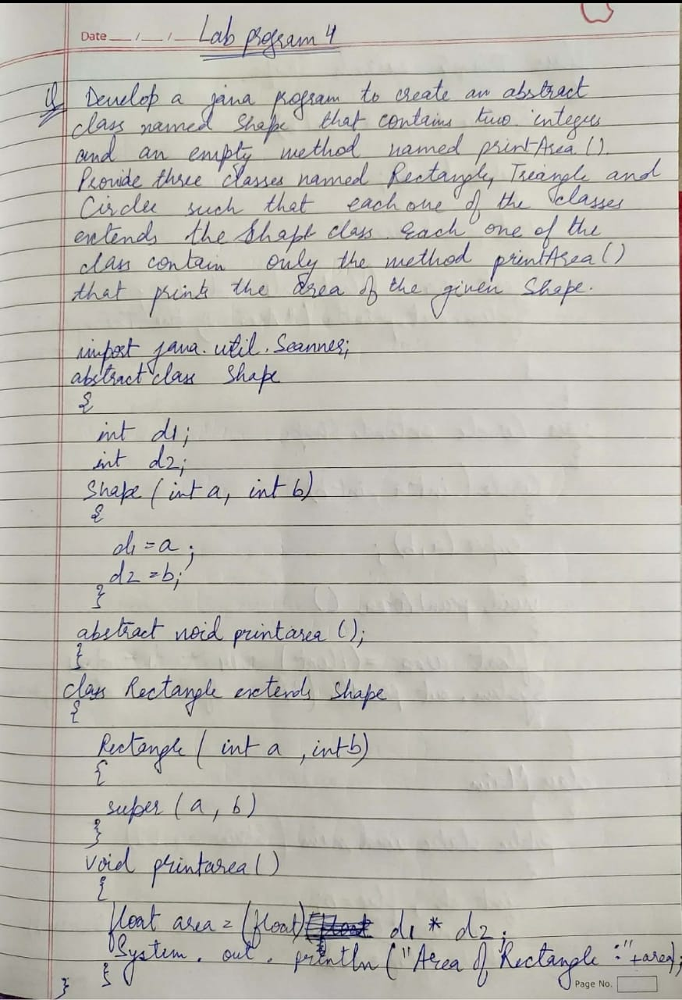 Date __/__/__ Lab program 4
Q Develop a java program to create an abstract
class named Shape that contains two integers
and an empty method named printArea ().
Provide three classes named Rectangle, Triangle and
Circle such that each one of the classes
extends the Shape class. Each one of the
class contain only the method printArea ()
that prints the area of the given Shape.
import java.util.Scanner;
abstract class Shape
{
int d1;
int d2;
Shape (int a, int b)
{
d1 = a ;
d2 = b;
}
abstract void printarea ();
}
class Rectangle extends Shape
{
Rectangle ( int a , int b)
{
super ( a , b )
}
void printarea ()
{
float area = (float) d1 * d2 ;
System . out . println ("Area of Rectangle :"+area);
}
}
Page No.